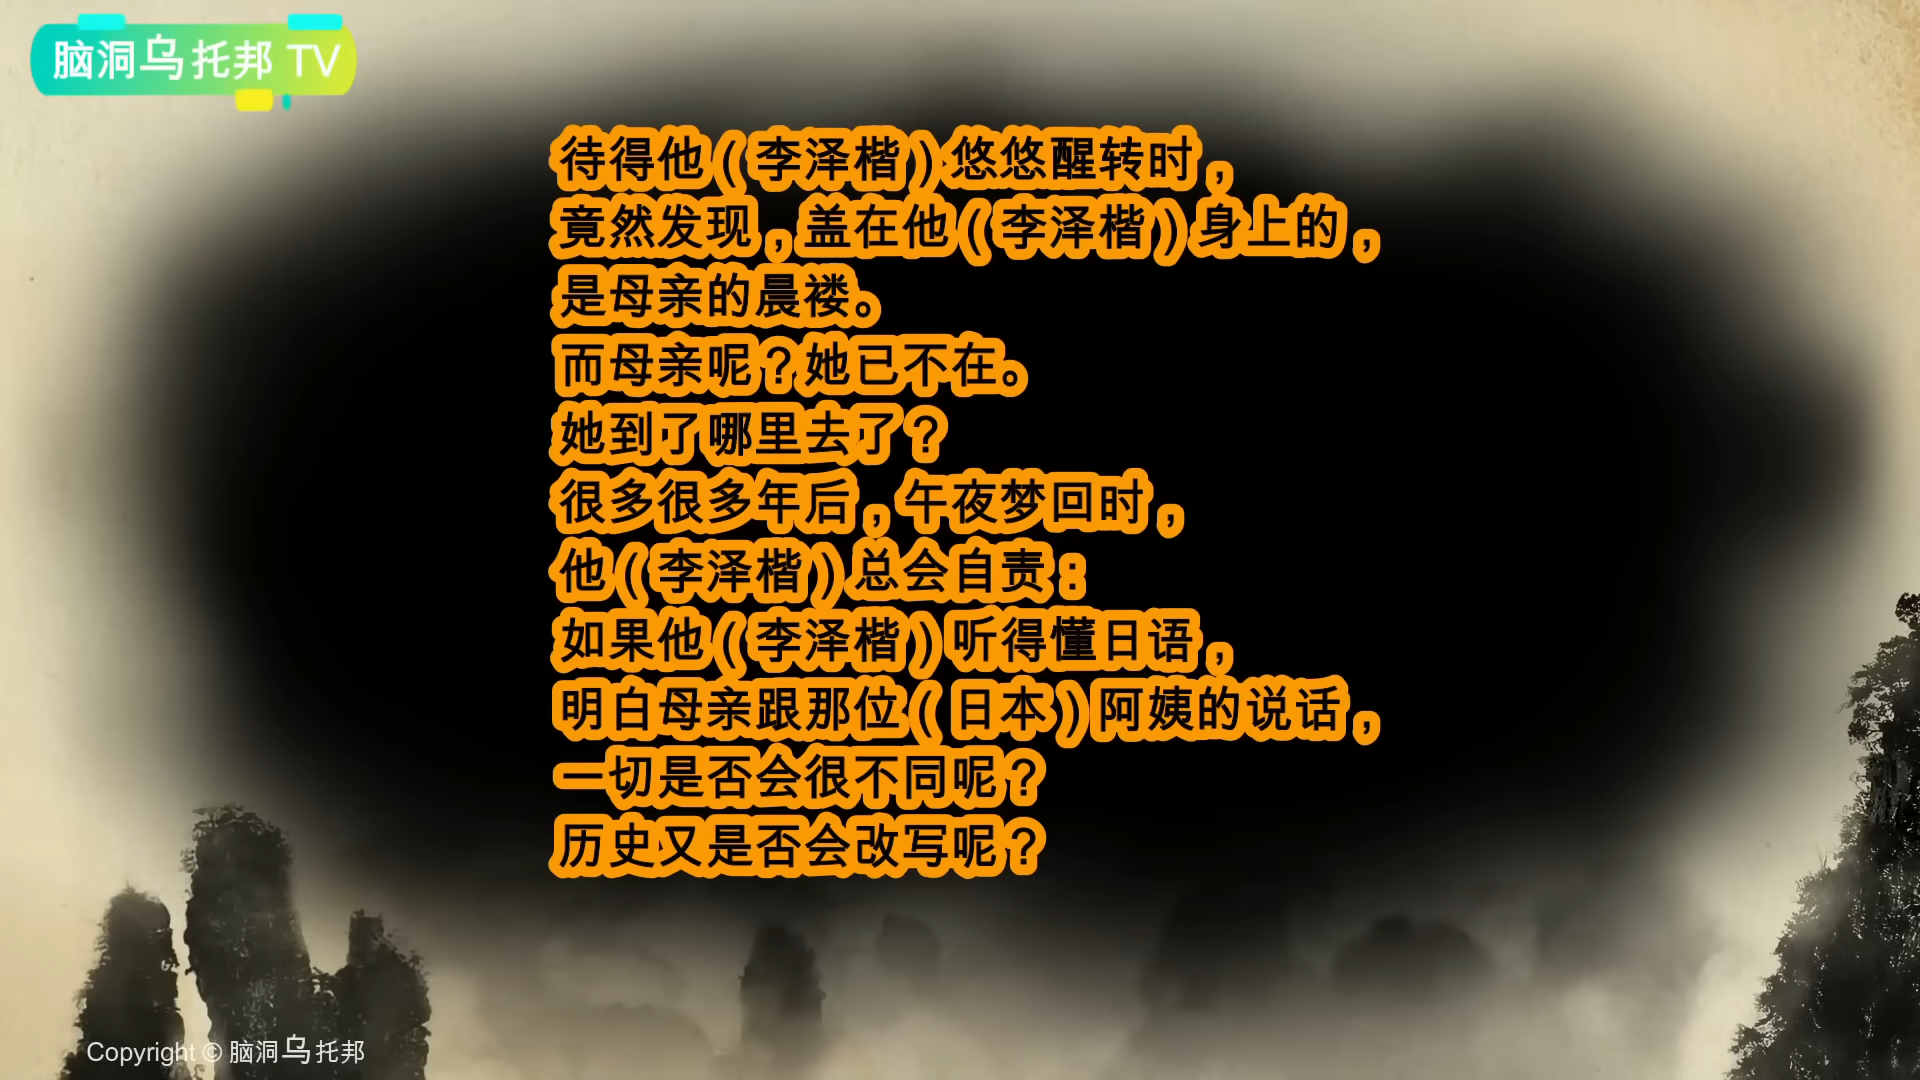 脑洞乌托邦 TV
待得他(李泽楷)悠悠醒转时,
竟然发现,盖在他(李泽楷)身上的,
是母亲的晨褛。
而母亲呢?她已不在。
她到了哪里去了?
很多很多年后,午夜梦回时,
他(李泽楷)总会自责:
如果他(李泽楷)听得懂日语,
明白母亲跟那位(日本)阿姨的说话,
一切是否会很不同呢?
历史又是否会改写呢?
Copyright © 脑洞乌托邦